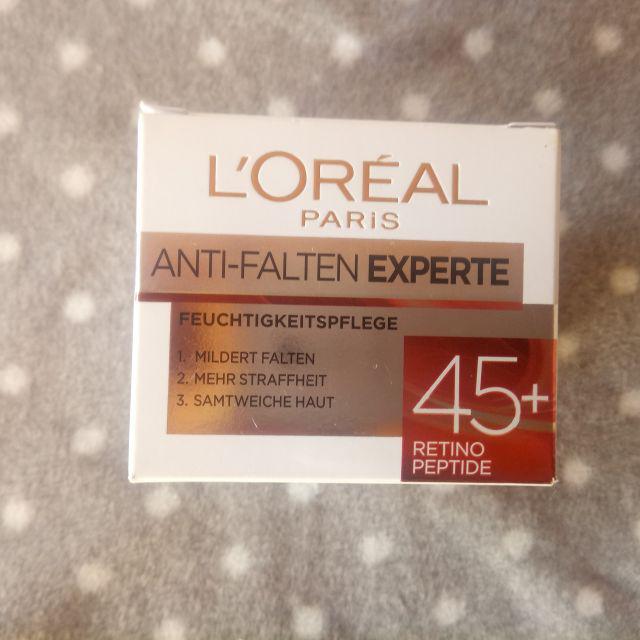 L'ORÉAL
PARiS
ANTI-FALTEN EXPERTE
FEUCHTIGKEITSPFLEGE
1. MILDERT FALTEN
2. MEHR STRAFFHEIT
3. SAMTWEICHE HAUT
45+
RETINO
PEPTIDE